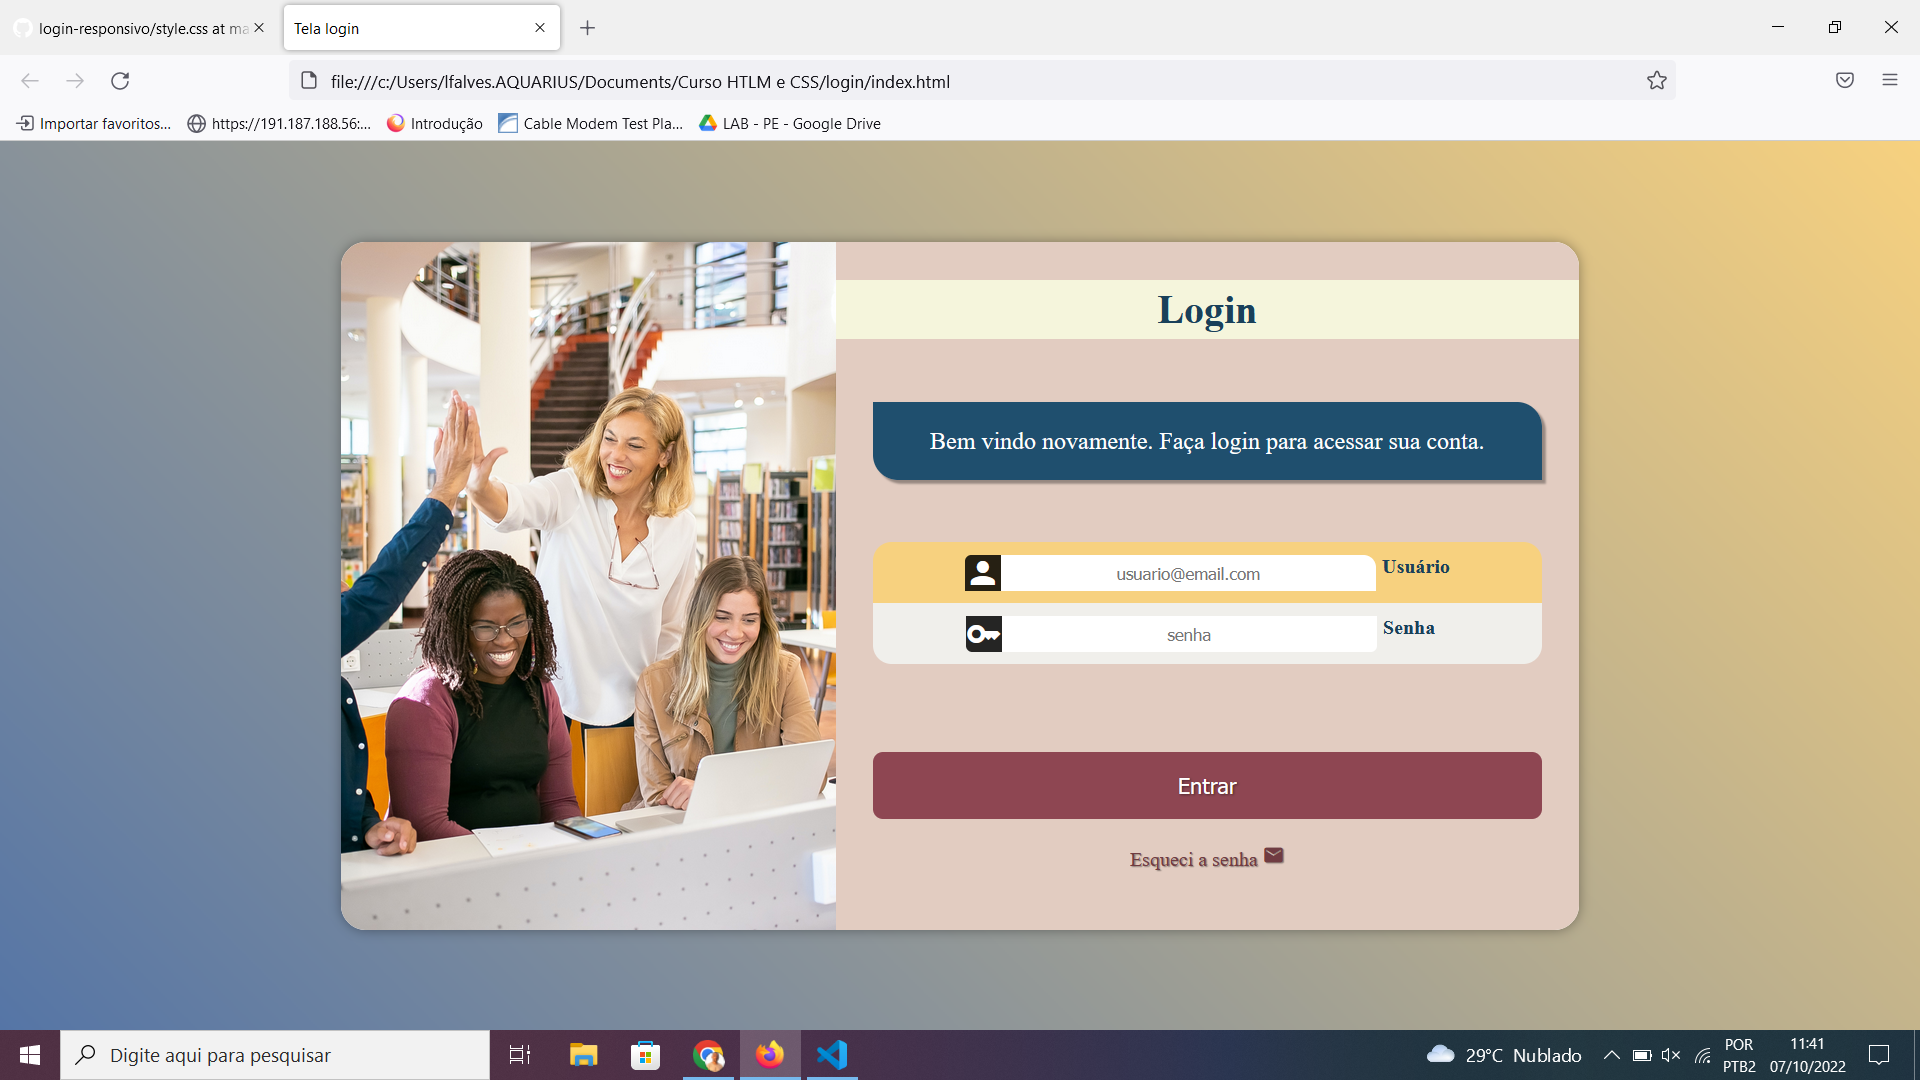 login-responsivo/style.css at ma
Tela login
file:///c:/Users/lfalves.AQUARIUS/Documents/Curso HTLM e CSS/login/index.html
Importar favoritos...
https://191.187.188.56:...
Introdução
Cable Modem Test Pla...
LAB - PE - Google Drive
Login
Bem vindo novamente. Faça login para acessar sua conta.
usuario@email.com
Usuário
senha
Senha
Entrar
Esqueci a senha
Digite aqui para pesquisar
29°C Nublado
POR
PTB2
11:41
07/10/2022